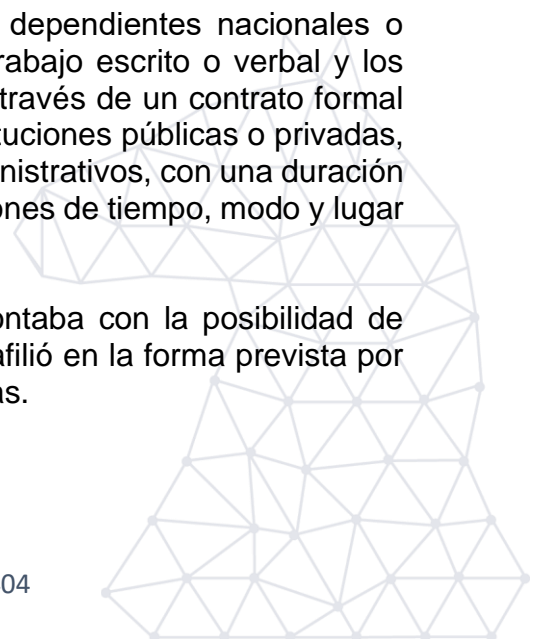 dependientes nacionales o
rabajo escrito o verbal y los
través de un contrato formal
tuciones públicas o privadas,
nistrativos, con una duración
ones de tiempo, modo y lugar
ontaba con la posibilidad de
afilió en la forma prevista por
as.
04